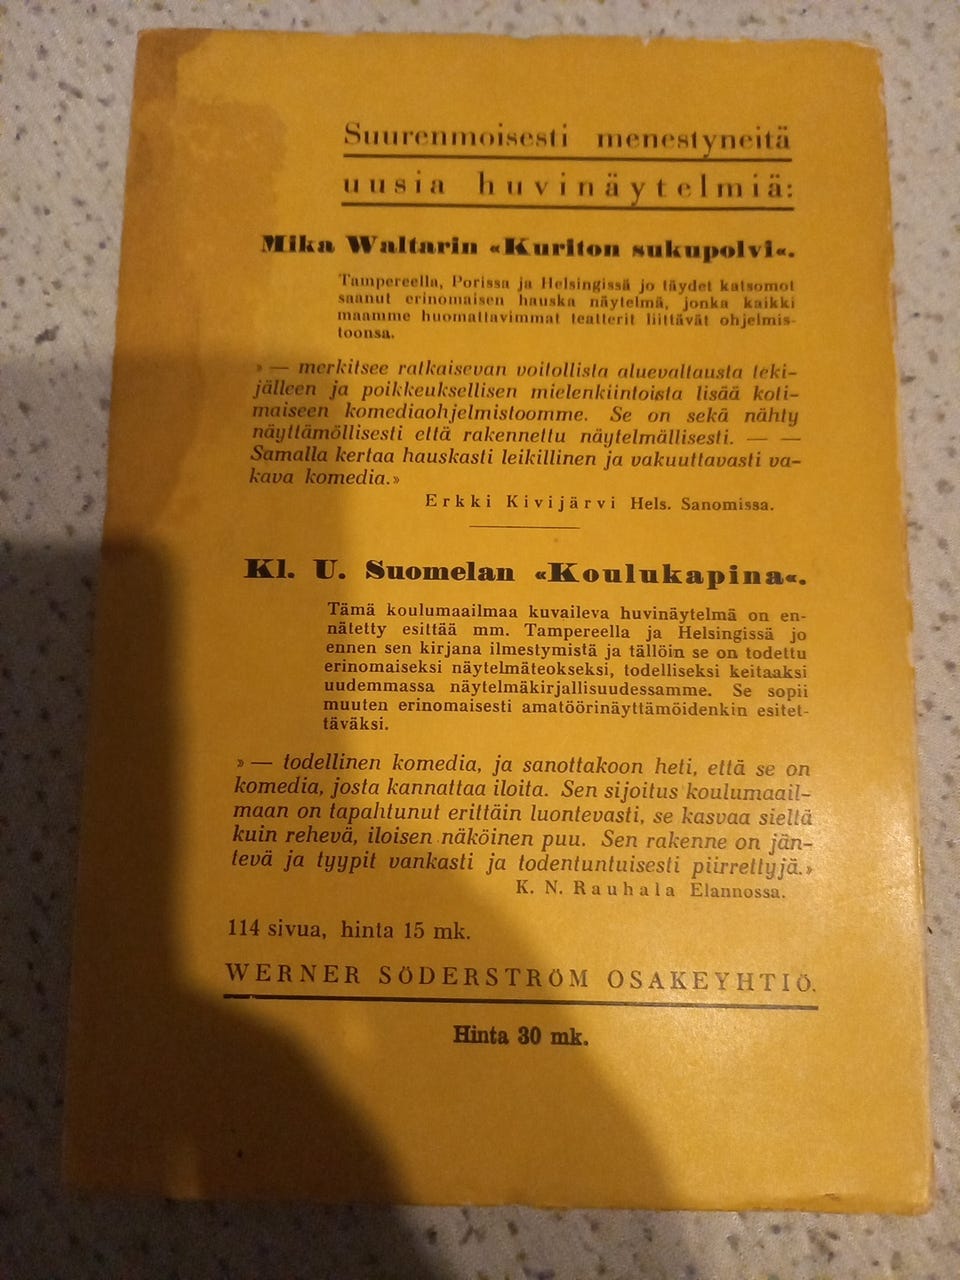 Suurenmoisesti menestyneitä
uusia huvinäytelmiä:
Mika Waltarin «Kuriton sukupolvi«.
Tampereella, Porissa ja Helsingissä jo täydet katsomot
saanut erinomaisen hauska näytelmä, jonka kaikki
maamme huomattavimmat teatterit liittävät ohjelmis-
toonsa.
» — merkitsee ratkaisevan voitollista aluevaltausta teki-
jälleen ja poikkeuksellisen mielenkiintoista lisää koti-
maiseen komediaohjelmistoomme. Se on sekä nähty
näyttämöllisesti että rakennettu näytelmällisesti. — —
Samalla kertaa hauskasti leikillinen ja vakuuttavasti va-
kava komedia.»
Erkki Kivijärvi Hels. Sanomissa.
Kl. U. Suomelan «Koulukapina«.
Tämä koulumaailmaa kuvaileva huvinäytelmä on en-
nätetty esittää mm. Tampereella ja Helsingissä jo
ennen sen kirjana ilmestymistä ja tällöin se on todettu
erinomaiseksi näytelmäteokseksi, todelliseksi keitaaksi
uudemmassa näytelmäkirjallisuudessamme. Se sopii
muuten erinomaisesti amatöörinäyttämöidenkin esitet-
täväksi.
» — todellinen komedia, ja sanottakoon heti, että se on
komedia, josta kannattaa iloita. Sen sijoitus koulumaail-
maan on tapahtunut erittäin luontevasti, se kasvaa sieltä
kuin rehevä, iloisen näköinen puu. Sen rakenne on jän-
tevä ja tyypit vankasti ja todentuntuisesti piirrettyjä.»
K. N. Rauhala Elannossa.
114 sivua, hinta 15 mk.
WERNER SÖDERSTRÖM OSAKEYHTIÖ.
Hinta 30 mk.